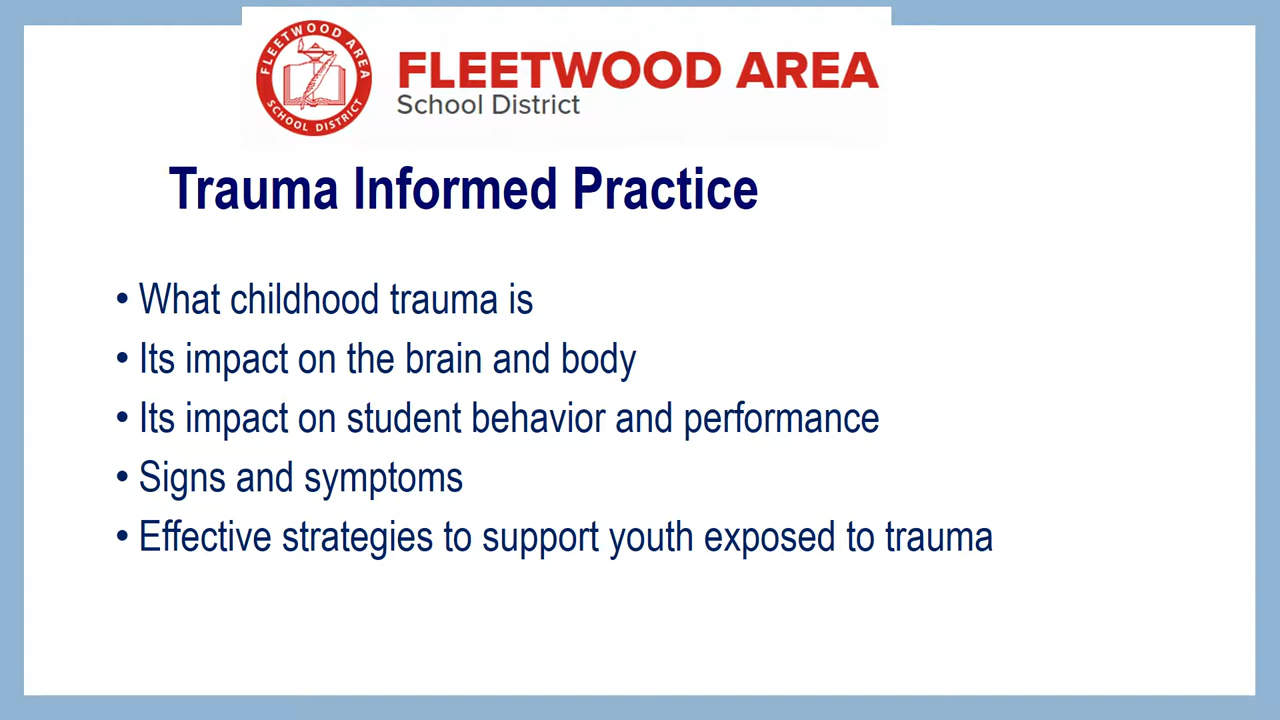 FLEETWOOD AREA
SCHOOL DISTRICT
FLEETWOOD AREA
School District
Trauma Informed Practice
• What childhood trauma is
• Its impact on the brain and body
• Its impact on student behavior and performance
• Signs and symptoms
• Effective strategies to support youth exposed to trauma